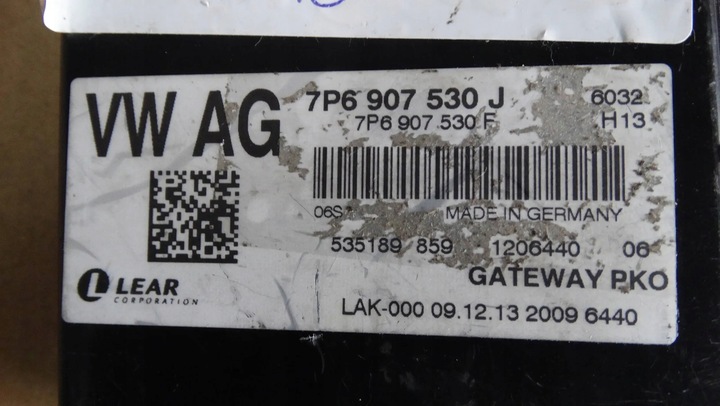 VW AG
7P6 907 530 J 6032
7P6 907 530 F H13
MADE IN GERMANY
535189 859 1206440 06
GATEWAY PKO
LEAR
CORPORATION
LAK-000 09.12.13 2009 6440